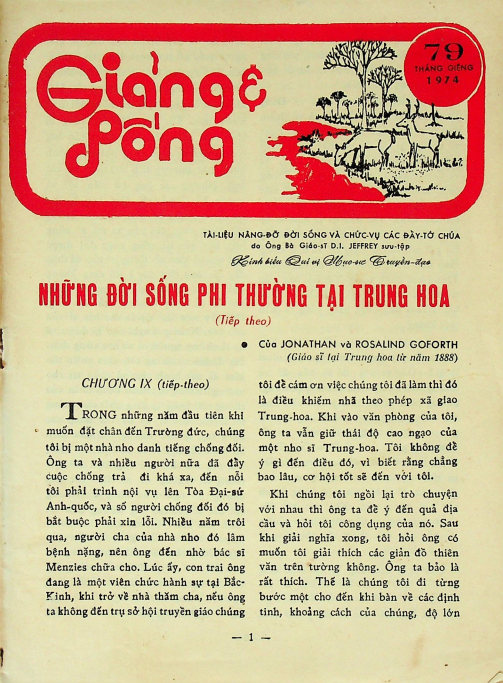 Giảng &
Sống
79
THÁNG GIÊNG
1974
TÀI-LIỆU NÂNG-ĐỠ ĐỜI SỐNG VÀ CHỨC-VỤ CÁC ĐẦY-TỚ CHÚA
do Ông Bà Giáo-sĩ D.I. JEFFREY sưu-tập
Kính biếu Quí vị Mục-sư Truyền-đạo
NHỮNG ĐỜI SỐNG PHI THƯỜNG TẠI TRUNG HOA
(Tiếp theo)
● Của JONATHAN và ROSALIND GOFORTH
(Giáo sĩ tại Trung hoa từ năm 1888)
CHƯƠNG IX (tiếp-theo)
TRONG những năm đầu tiên khi
muốn đặt chân đến Trường đức, chúng
tôi bị một nhà nho danh tiếng chống đối.
Ông ta và nhiều người nữa đã đầy
cuộc chống trả đi khá xa, đến nỗi
tôi phải trình nội vụ lên Tòa Đại-sứ
Anh-quốc, và số người chống đối đó bị
bắt buộc phải xin lỗi. Nhiều năm trôi
qua, người cha của nhà nho đó lâm
bệnh nặng, nên ông đến nhờ bác sĩ
Menzies chữa cho. Lúc ấy, con trai ông
đang là một viên chức hành sự tại Bắc-
Kinh, khi trở về nhà thăm cha, nếu ông
ta không đến trụ sở hội truyền giáo chúng
tôi để cám ơn việc chúng tôi đã làm thì đó
là điều khiếm nhã theo phép xã giao
Trung-hoa. Khi vào văn phòng của tôi,
ông ta vẫn giữ thái độ cao ngạo của
một nho sĩ Trung-hoa. Tôi không để
ý gì đến điều đó, vì biết rằng chẳng
bao lâu, cơ hội tốt sẽ đến với tôi.
Khi chúng tôi ngồi lại trò chuyện
với nhau thì ông ta để ý đến quả địa
cầu và hỏi tôi công dụng của nó. Sau
khi giải nghĩa xong, tôi hỏi ông có
muốn tôi giải thích các giản đồ thiên
văn trên tường không. Ông ta bảo là
rất thích. Thế là chúng tôi đi từng
bước một cho đến khi bàn về các định
tinh, khoảng cách của chúng, độ lớn
— 1 —